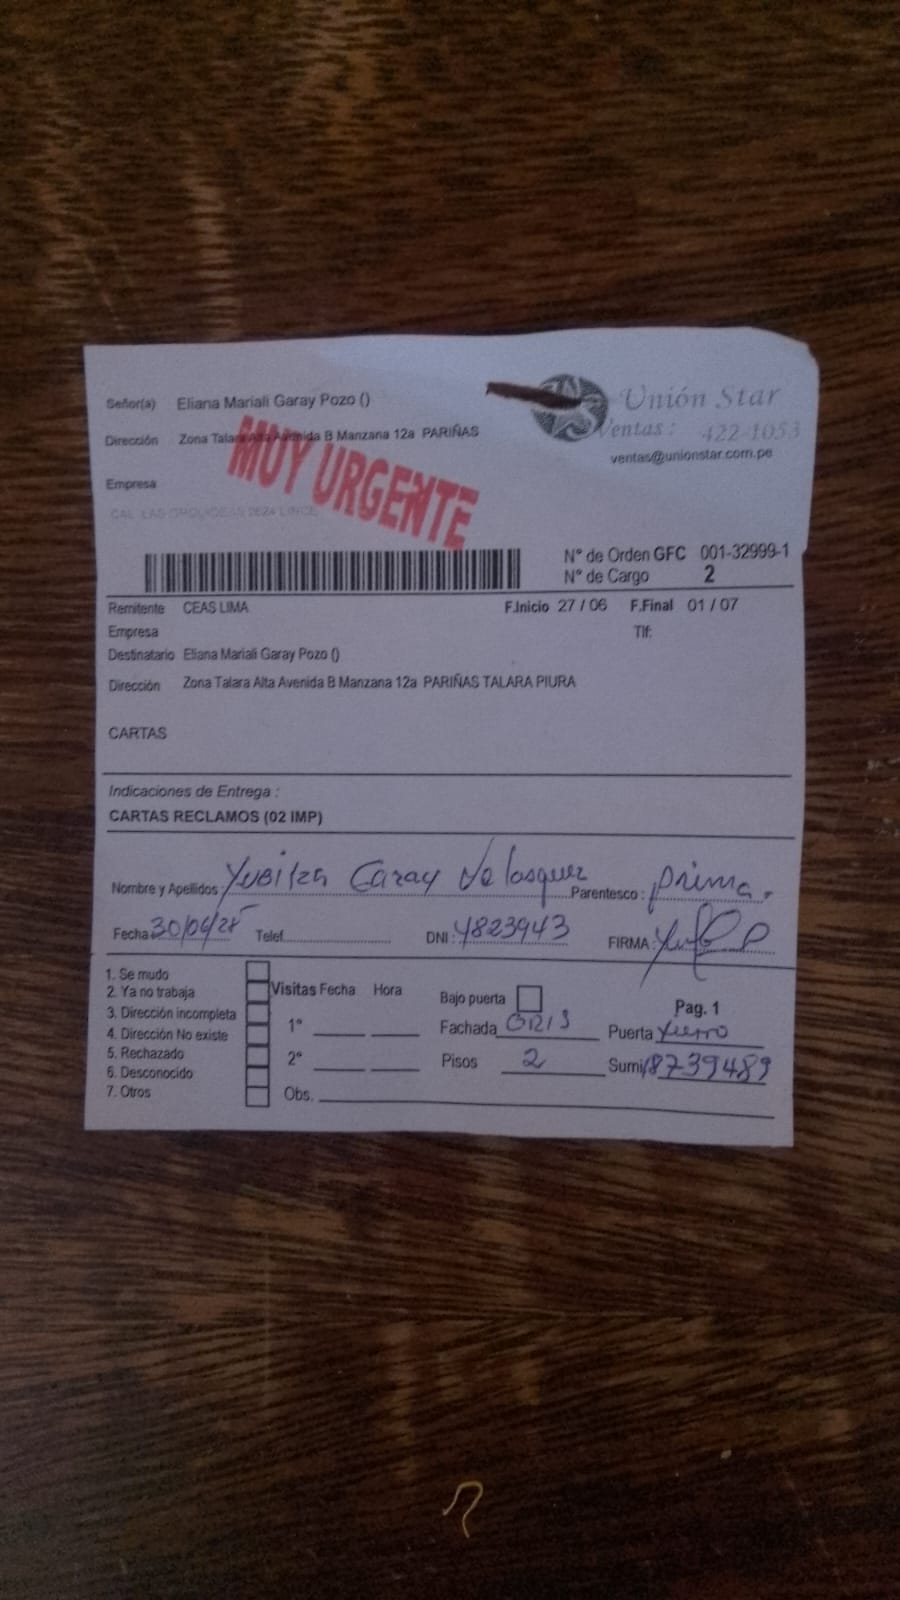 Señor(a) Eliana Mariali Garay Pozo ()
Unión Star
Dirección Zona Talara Alta Avenida B Manzana 12a PARIÑAS
Ventas : 422-1053
ventas@unionstar.com.pe
MUY URGENTE
Empresa
N° de Orden GFC 001-32999-1
N° de Cargo 2
Remitente CEAS LIMA F.Inicio 27 / 06 F.Final 01 / 07
Empresa Tlf:
Destinatario Eliana Mariali Garay Pozo ()
Dirección Zona Talara Alta Avenida B Manzana 12a PARIÑAS TALARA PIURA
CARTAS
Indicaciones de Entrega :
CARTAS RECLAMOS (02 IMP)
Nombre y Apellidos: Yubitza Garay Velasquez Parentesco: prima.
Fecha 30/06/25 Telef. DNI: 4823943 FIRMA:
1. Se mudo
2. Ya no trabaja
3. Dirección incompleta
4. Dirección No existe
5. Rechazado
6. Desconocido
7. Otros
Visitas Fecha Hora
1°
2°
Obs.
Bajo puerta
Fachada GRIS
Pisos 2
Pag. 1
Puerta
Sumi 8739489